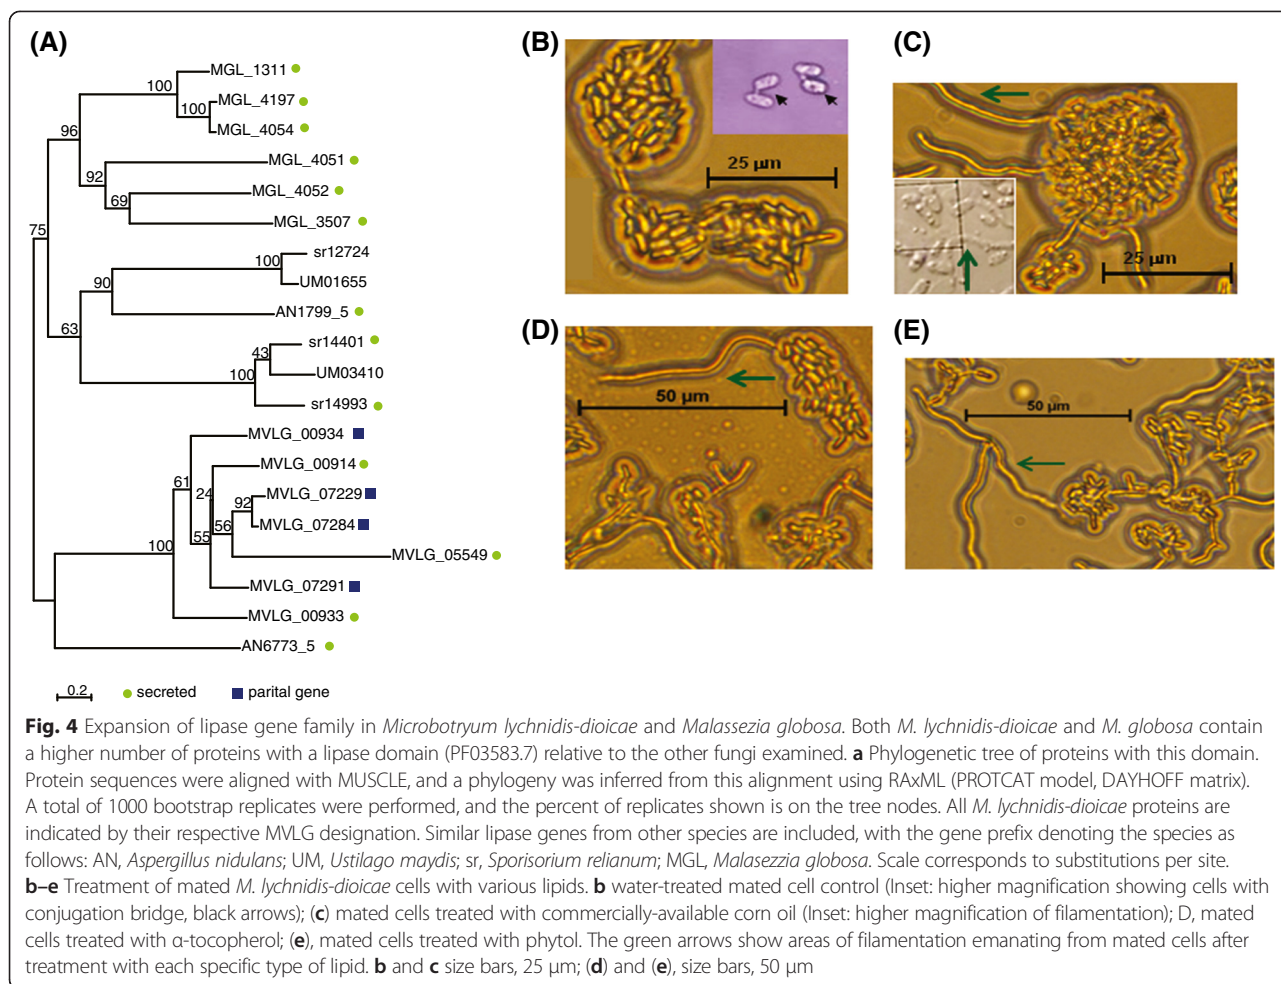 (A)
MGL_1311
100
MGL_4197
100
MGL_4054
96
MGL_4051
92
MGL_4052
69
MGL_3507
75
sr12724
100
UM01655
90
AN1799_5
63
sr14401
43
UM03410
100
sr14993
MVLG_00934
61
MVLG_00914
24
MVLG_07229
92
MVLG_07284
56
55
MVLG_05549
100
MVLG_07291
MVLG_00933
AN6773_5
0.2
secreted
parital gene
(B)
25 µm
(C)
25 µm
(D)
50 µm
(E)
50 µm
Fig. 4 Expansion of lipase gene family in Microbotryum lychnidis-dioicae and Malassezia globosa. Both M. lychnidis-dioicae and M. globosa contain
a higher number of proteins with a lipase domain (PF03583.7) relative to the other fungi examined. a Phylogenetic tree of proteins with this domain.
Protein sequences were aligned with MUSCLE, and a phylogeny was inferred from this alignment using RAxML (PROTCAT model, DAYHOFF matrix).
A total of 1000 bootstrap replicates were performed, and the percent of replicates shown is on the tree nodes. All M. lychnidis-dioicae proteins are
indicated by their respective MVLG designation. Similar lipase genes from other species are included, with the gene prefix denoting the species as
follows: AN, Aspergillus nidulans; UM, Ustilago maydis; sr, Sporisorium relianum; MGL, Malasezzia globosa. Scale corresponds to substitutions per site.
b–e Treatment of mated M. lychnidis-dioicae cells with various lipids. b water-treated mated cell control (Inset: higher magnification showing cells with
conjugation bridge, black arrows); (c) mated cells treated with commercially-available corn oil (Inset: higher magnification of filamentation); D, mated
cells treated with α-tocopherol; (e), mated cells treated with phytol. The green arrows show areas of filamentation emanating from mated cells after
treatment with each specific type of lipid. b and c size bars, 25 µm; (d) and (e), size bars, 50 µm